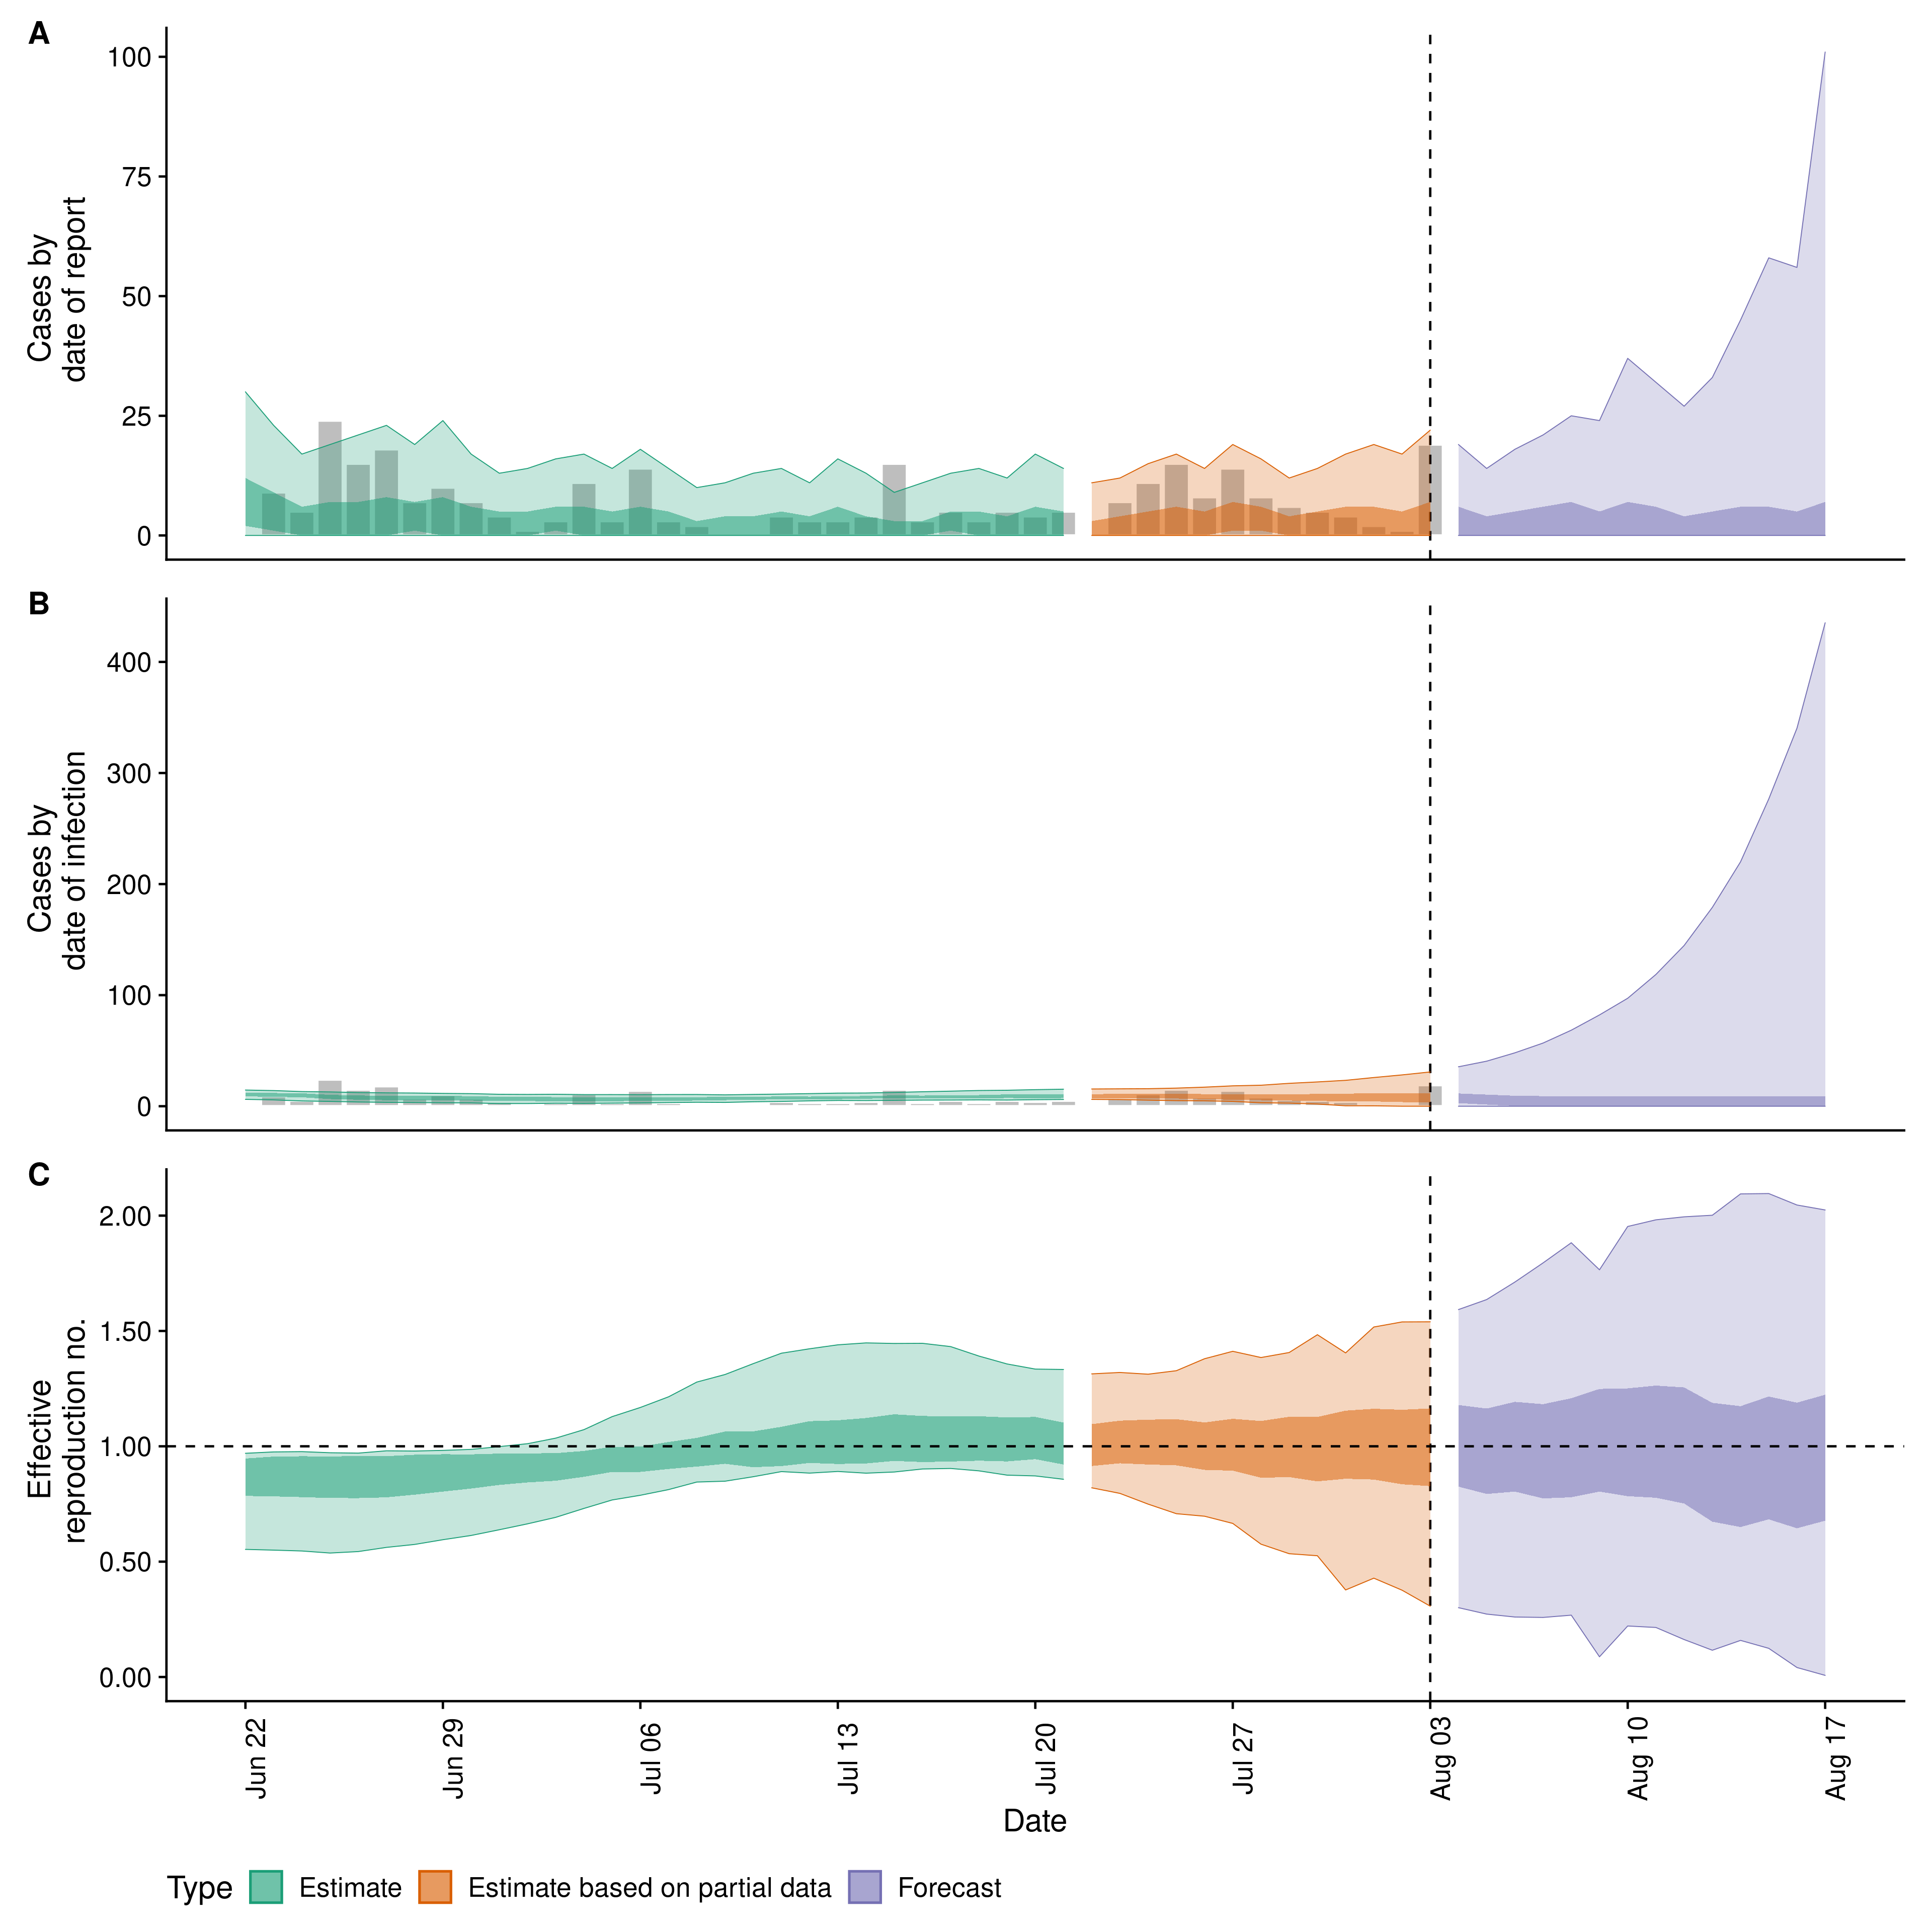 A
Cases by
date of report
100
75
50
25
0
B
Cases by
date of infection
400
300
200
100
0
C
Effective
reproduction no.
2.00
1.50
1.00
0.50
0.00
Jun 22
Jun 29
Jul 06
Jul 13
Jul 20
Jul 27
Aug 03
Aug 10
Aug 17
Date
Type Estimate Estimate based on partial data Forecast